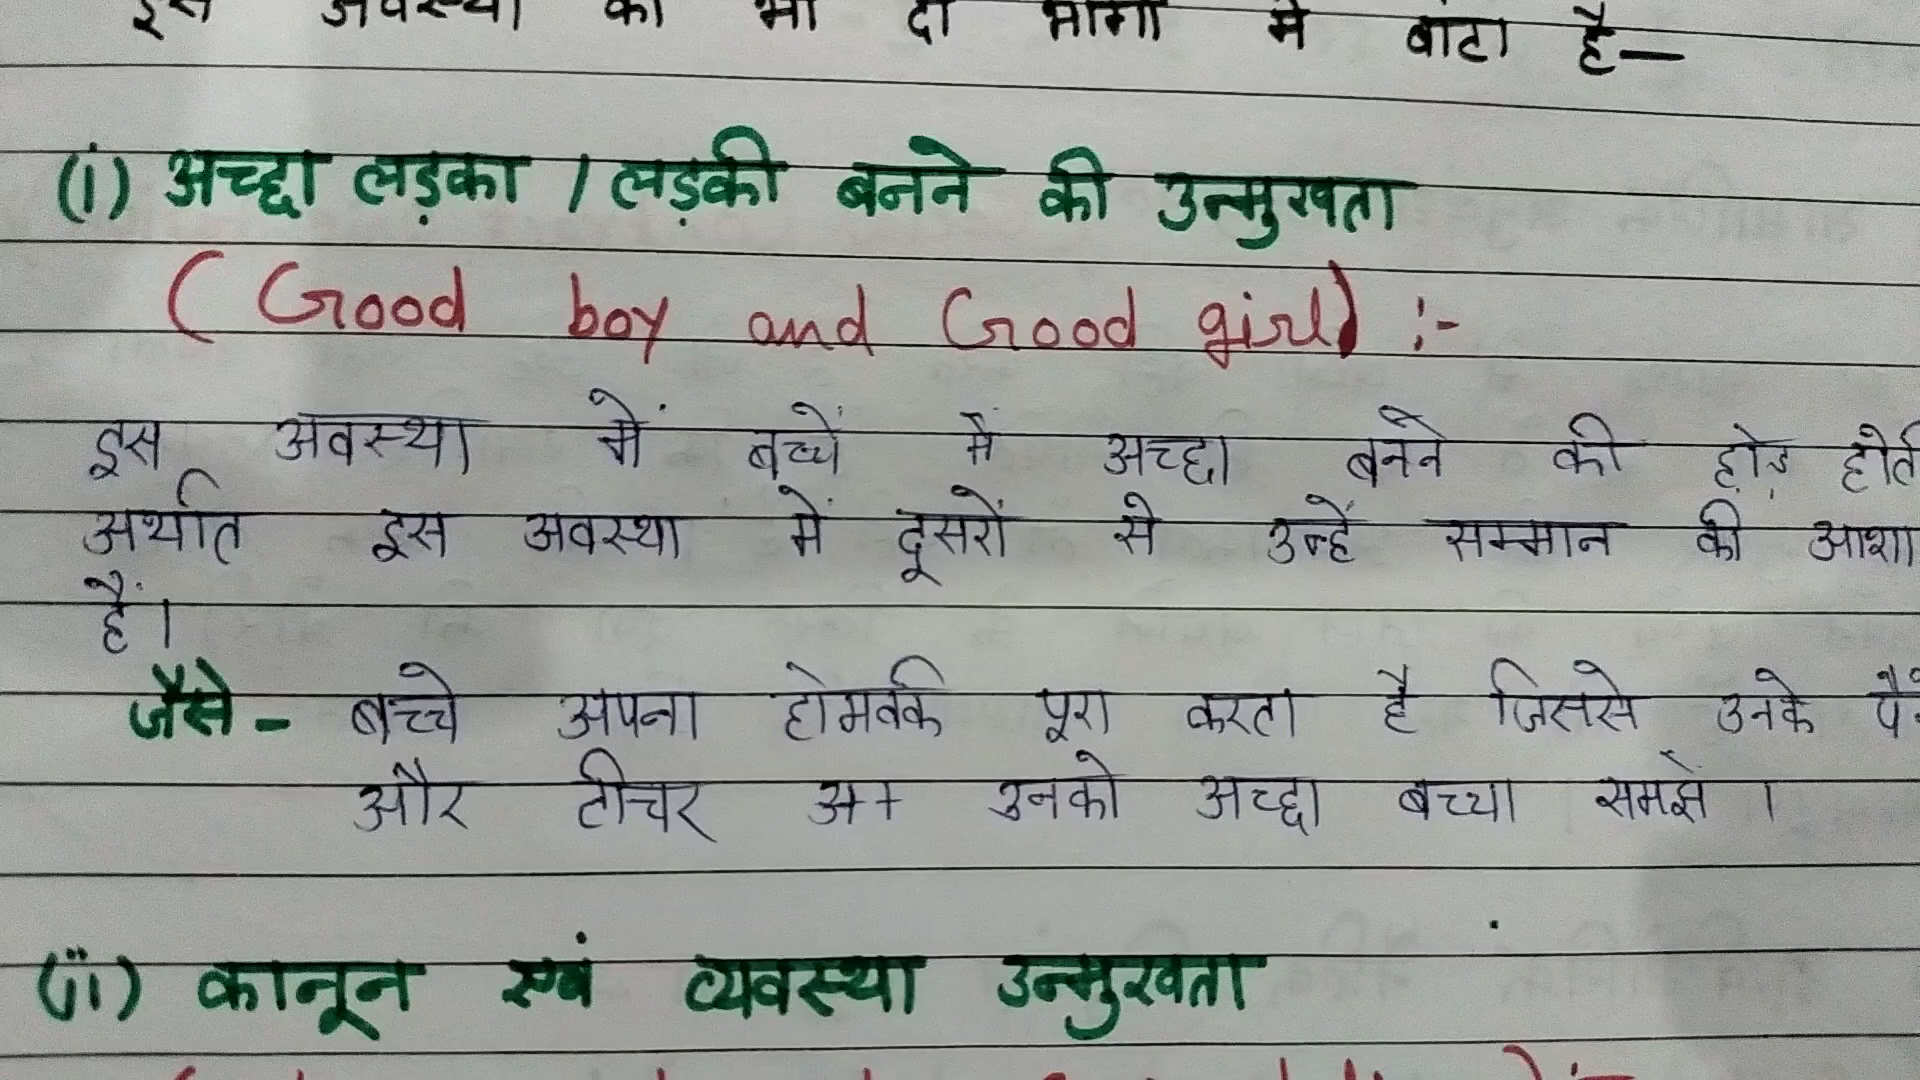 इस अवस्था को भी दो भागों में बांटा है—
(i) अच्छा लड़का / लड़की बनने की उन्मुखता
( Good boy and Good girl) :-
इस अवस्था में बच्चें में अच्छा बनने की होड़ होती
अर्थात इस अवस्था में दूसरों से उन्हें सम्मान की आशा
हैं।
जैसे - बच्चे अपना होमवर्क पूरा करता है जिससे उनके
और टीचर उनको अच्छा बच्चा समझें ।
(ii) कानून एवं व्यवस्था उन्मुखता